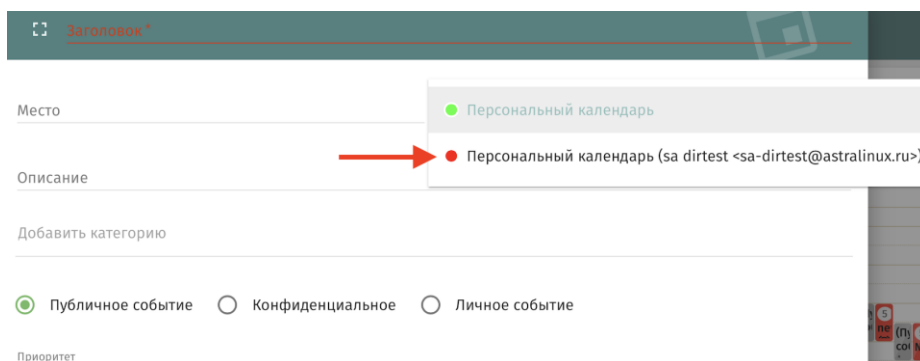 Заголовок *
Место
Персональный календарь
Персональный календарь (sa dirtest <sa-dirtest@astralinux.ru>)
Описание
Добавить категорию
Публичное событие Конфиденциальное Личное событие
5
Приоритет